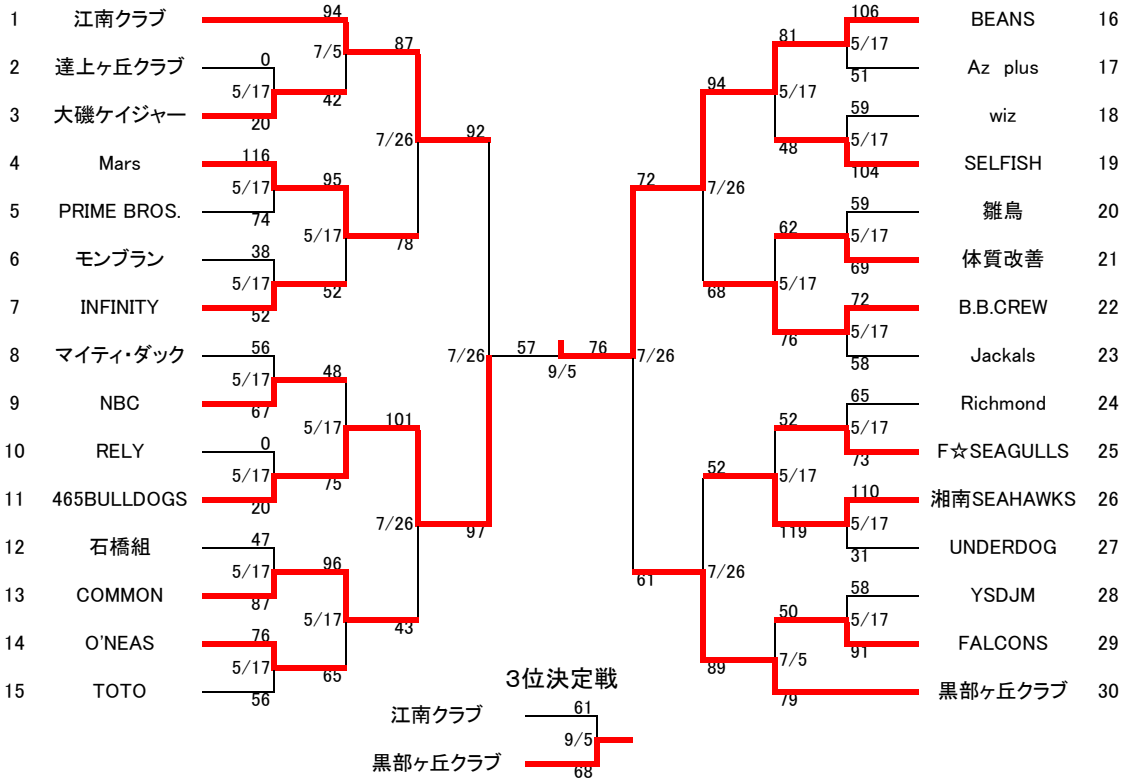 1 江南クラブ 94
87
7/5
2 達上ヶ丘クラブ 0
5/17 42
3 大磯ケイジャー 20
7/26 92
4 Mars 116
5/17 95
5 PRIME BROS. 74
5/17 78
6 モンブラン 38
5/17 52
7 INFINITY 52
8 マイティ・ダック 56
7/26 57
5/17 48
9 NBC 67
5/17 101
10 RELY 0
5/17 75
11 465BULLDOGS 20
7/26 97
12 石橋組 47
5/17 96
13 COMMON 87
5/17 43
14 O'NEAS 76
5/17 65
15 TOTO 56
9/5
106 BEANS 16
81 5/17
51 Az plus 17
94 5/17
59 wiz 18
48 5/17
104 SELFISH 19
72 7/26
59 雛鳥 20
62 5/17
69 体質改善 21
68 5/17
72 B.B.CREW 22
76 5/17
58 Jackals 23
76 7/26
65 Richmond 24
52 5/17
73 F☆SEAGULLS 25
52 5/17
110 湘南SEAHAWKS 26
119 5/17
31 UNDERDOG 27
61 7/26
58 YSDJM 28
50 5/17
91 FALCONS 29
89 7/5
79 黒部ヶ丘クラブ 30
3位決定戦
江南クラブ 61
9/5
黒部ヶ丘クラブ 68